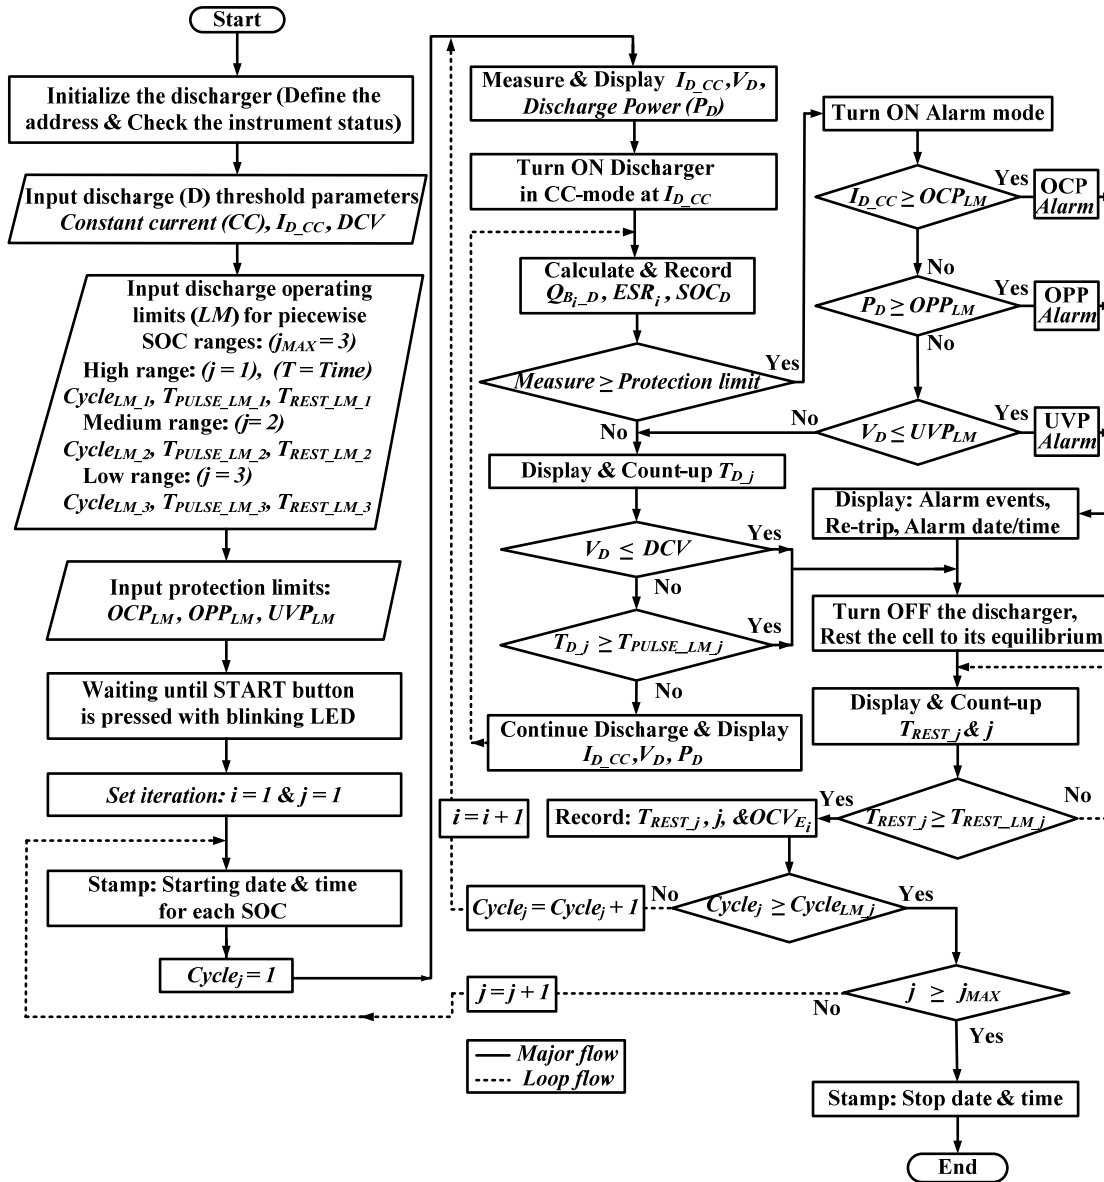 Start
Initialize the discharger (Define the
address & Check the instrument status)
Input discharge (D) threshold parameters
Constant current (CC), I_D_CC, DCV
Input discharge operating
limits (LM) for piecewise
SOC ranges: (j_MAX = 3)
High range: (j = 1), (T = Time)
Cycle_LM_1, T_PULSE_LM_1, T_REST_LM_1
Medium range: (j= 2)
Cycle_LM_2, T_PULSE_LM_2, T_REST_LM_2
Low range: (j = 3)
Cycle_LM_3, T_PULSE_LM_3, T_REST_LM_3
Input protection limits:
OCP_LM, OPP_LM, UVP_LM
Waiting until START button
is pressed with blinking LED
Set iteration: i = 1 & j = 1
Stamp: Starting date & time
for each SOC
Cycle_j = 1
Measure & Display I_D_CC, V_D,
Discharge Power (P_D)
Turn ON Discharger
in CC-mode at I_D_CC
Calculate & Record
Q_Bi_D, ESR_i, SOC_D
Measure ≥ Protection limit
Yes
No
Turn ON Alarm mode
I_D_CC ≥ OCP_LM
Yes
OCP
Alarm
No
P_D ≥ OPP_LM
Yes
OPP
Alarm
No
V_D ≤ UVP_LM
Yes
UVP
Alarm
No
Display & Count-up T_D_j
V_D ≤ DCV
Yes
No
T_D_j ≥ T_PULSE_LM_j
Yes
No
Continue Discharge & Display
I_D_CC, V_D, P_D
Display: Alarm events,
Re-trip, Alarm date/time
Turn OFF the discharger,
Rest the cell to its equilibrium
Display & Count-up
T_REST_j & j
T_REST_j ≥ T_REST_LM_j
Yes
No
Record: T_REST_j, j, &OCV_Ei
i = i + 1
Cycle_j ≥ Cycle_LM_j
No
Yes
Cycle_j = Cycle_j + 1
j ≥ j_MAX
No
Yes
j = j + 1
Major flow
Loop flow
Stamp: Stop date & time
End